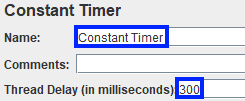 Constant Timer
Name: Constant Timer
Comments:
Thread Delay (in milliseconds): 300